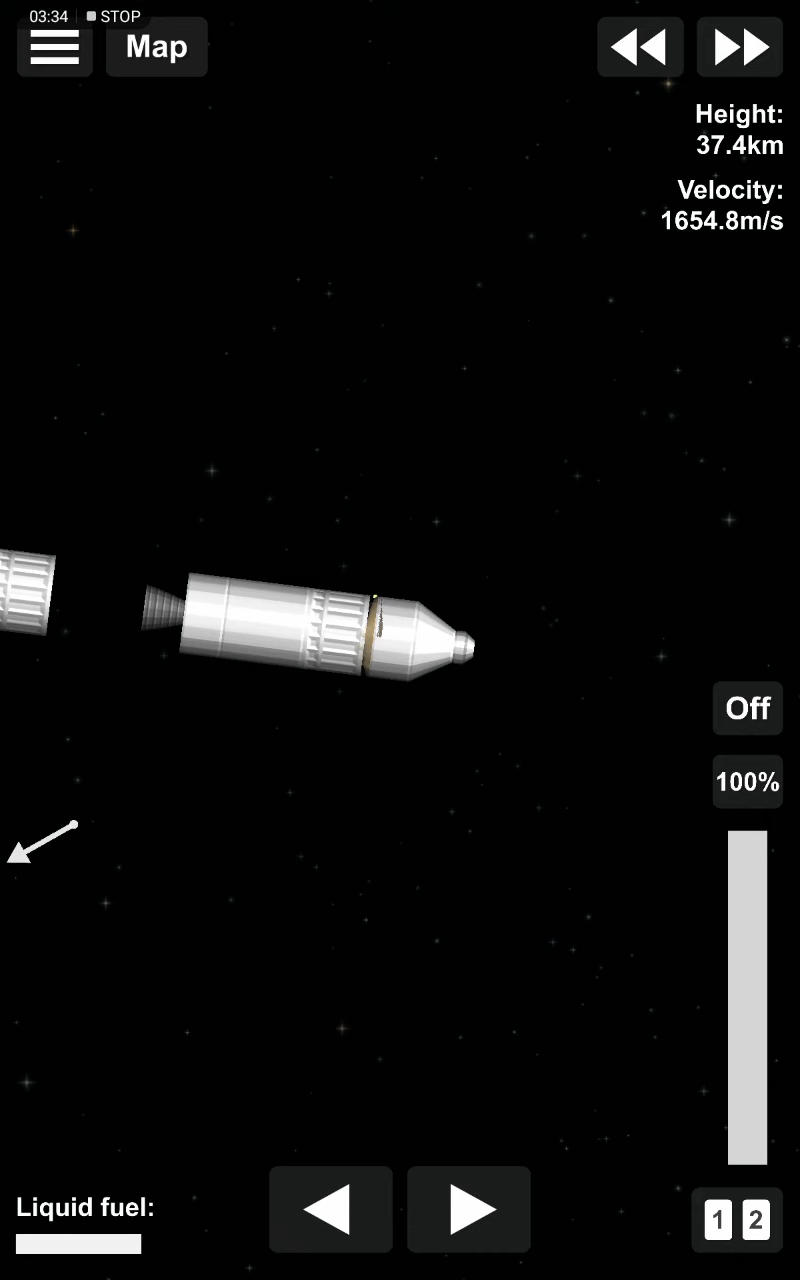 03:34 STOP
Map
Height:
37.4km
Velocity:
1654.8m/s
Off
100%
Liquid fuel:
1 2